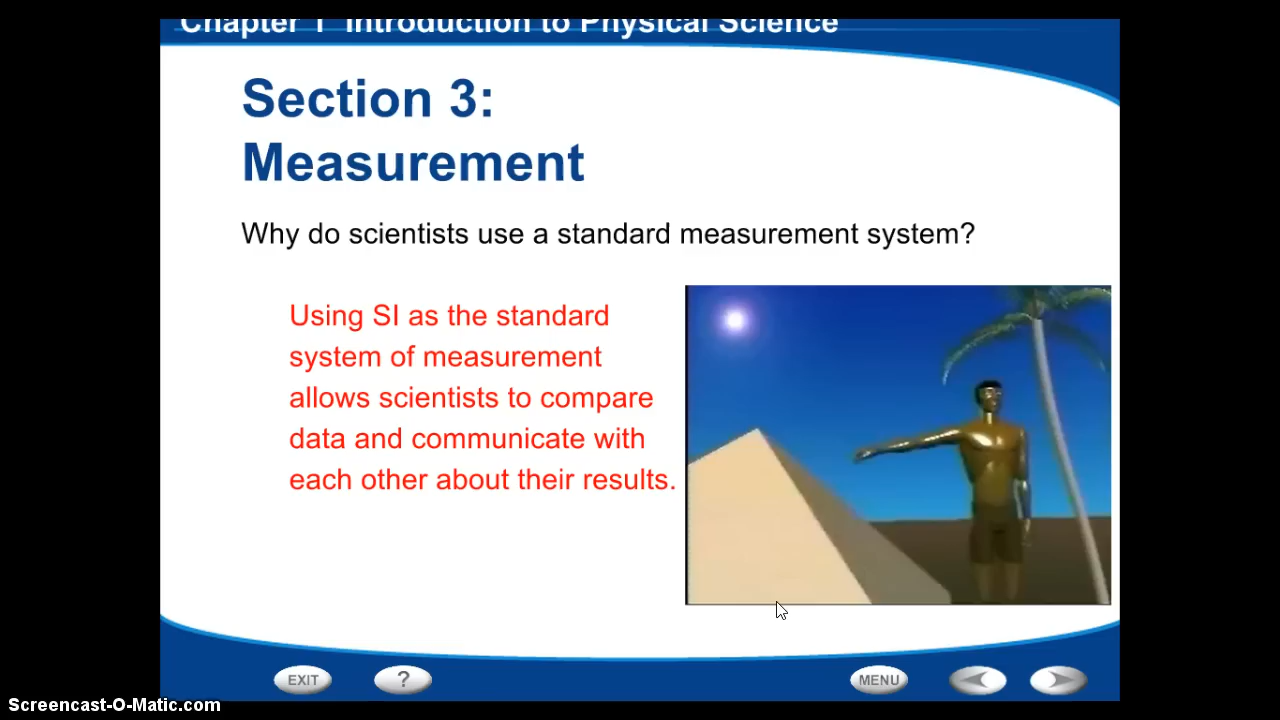 Chapter 1 Introduction to Physical Science
Section 3:
Measurement
Why do scientists use a standard measurement system?
Using SI as the standard
system of measurement
allows scientists to compare
data and communicate with
each other about their results.
EXIT
?
MENU
Screencast-O-Matic.com